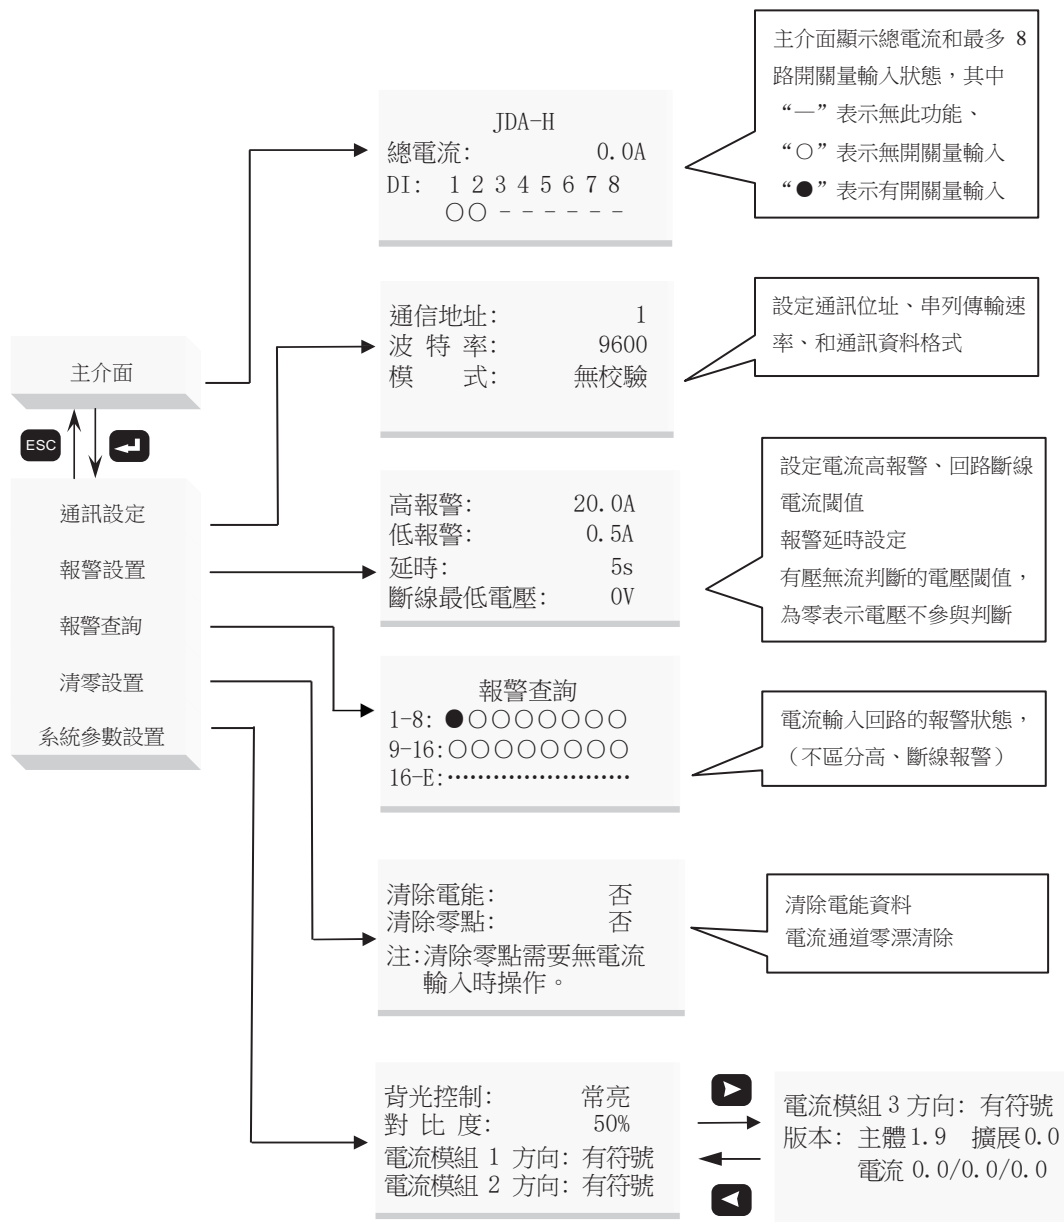 主介面顯示總電流和最多 8
路開關量輸入狀態，其中
“—”表示無此功能、
“○”表示無開關量輸入
“●”表示有開關量輸入
JDA-H
總電流: 0.0A
DI: 1 2 3 4 5 6 7 8
○○ - - - - - -
通信地址: 1
波 特 率: 9600
模 式: 無校驗
設定通訊位址、串列傳輸速
率、和通訊資料格式
主介面
ESC
通訊設定
報警設置
報警查詢
清零設置
系統參數設置
高報警: 20.0A
低報警: 0.5A
延時: 5s
斷線最低電壓: 0V
設定電流高報警、回路斷線
電流閾值
報警延時設定
有壓無流判斷的電壓閾值，
為零表示電壓不參與判斷
報警查詢
1-8: ●○○○○○○○
9-16:○○○○○○○○
16-E:························
電流輸入回路的報警狀態，
（不區分高、斷線報警）
清除電能: 否
清除零點: 否
注:清除零點需要無電流
輸入時操作。
清除電能資料
電流通道零漂清除
背光控制: 常亮
對 比 度: 50%
電流模組 1 方向: 有符號
電流模組 2 方向: 有符號
電流模組 3 方向: 有符號
版本: 主體1.9 擴展0.0
電流 0.0/0.0/0.0